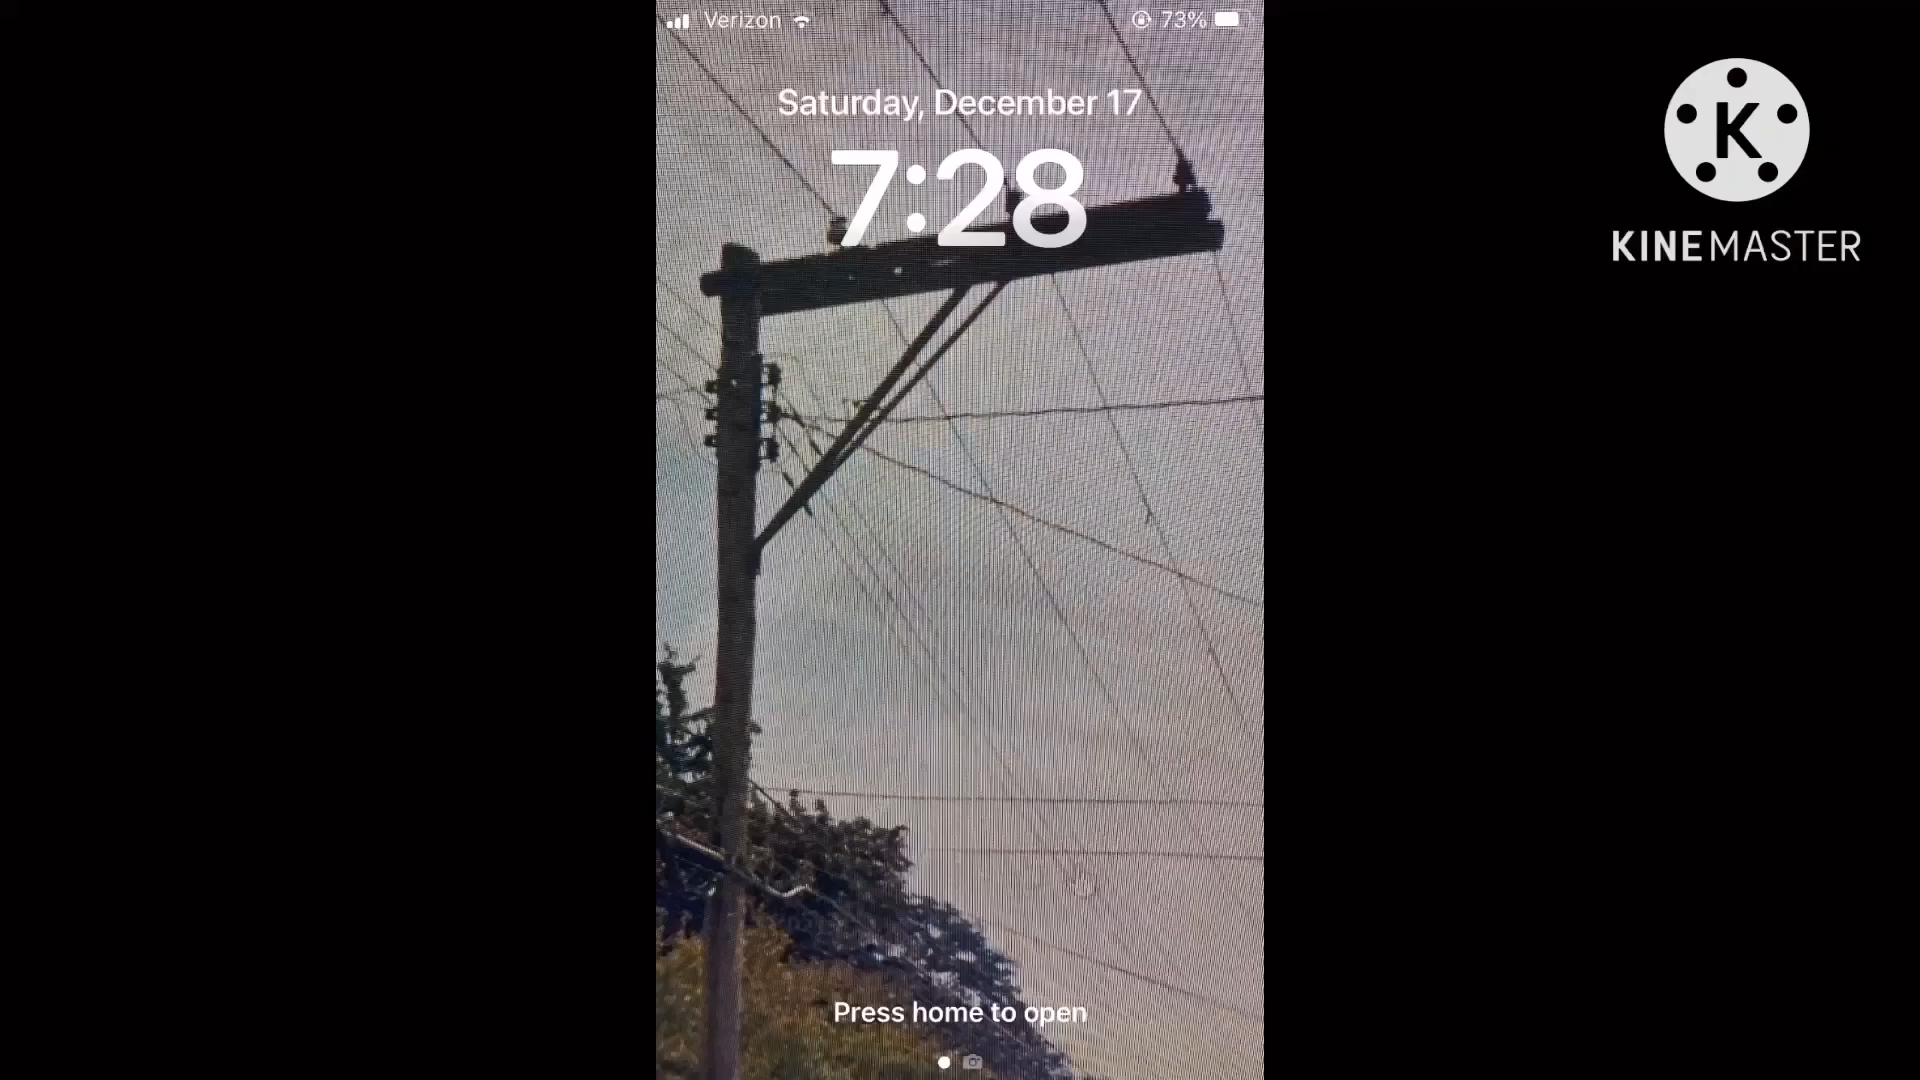 Verizon
73%
Saturday, December 17
7:28
Press home to open
K
KINEMASTER